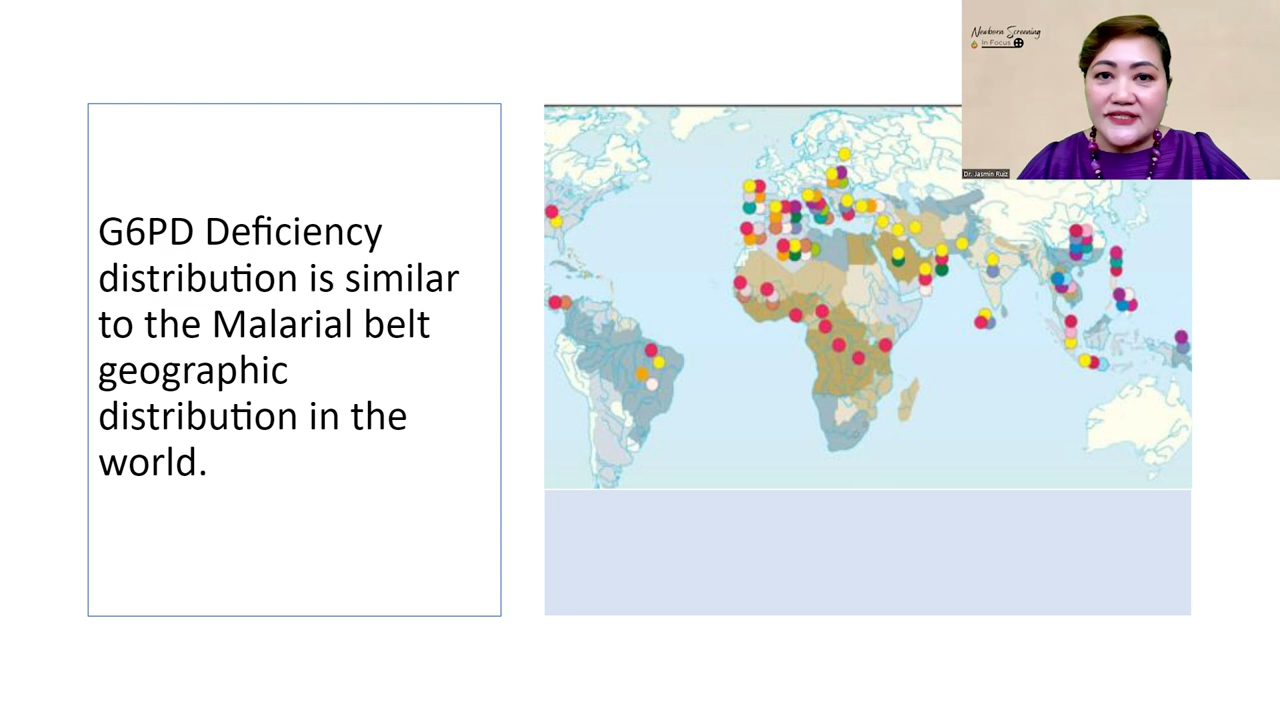 G6PD Deficiency
distribution is similar
to the Malarial belt
geographic
distribution in the
world.
Newborn Screening
In Focus
Dr. Jasmin Ruiz